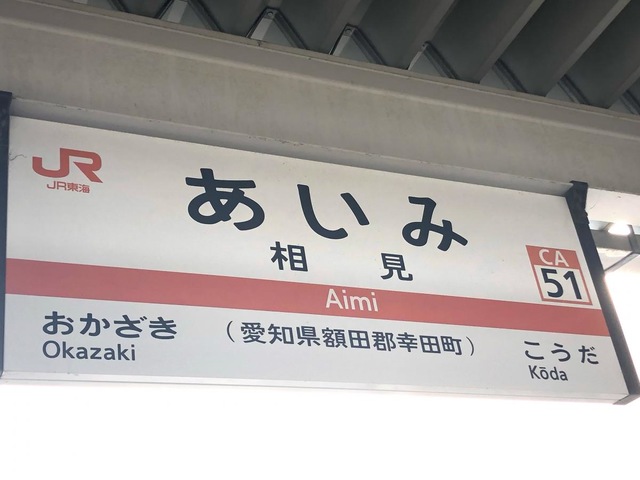 JR
JR東海
あいみ
相見
CA
51
Aimi
おかざき
Okazaki
(愛知県額田郡幸田町)
こうだ
Kōda